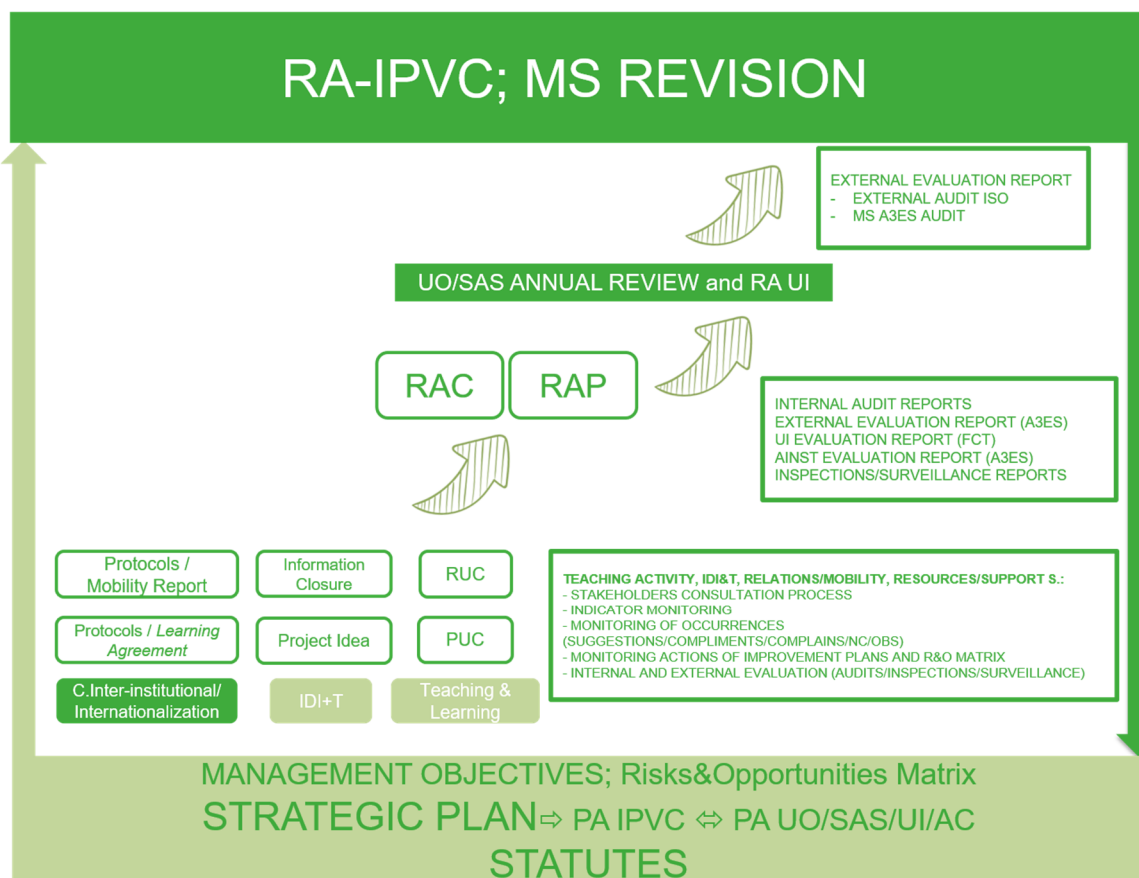 RA-IPVC; MS REVISION
EXTERNAL EVALUATION REPORT
- EXTERNAL AUDIT ISO
- MS A3ES AUDIT
UO/SAS ANNUAL REVIEW and RA UI
RAC
RAP
INTERNAL AUDIT REPORTS
EXTERNAL EVALUATION REPORT (A3ES)
UI EVALUATION REPORT (FCT)
AINST EVALUATION REPORT (A3ES)
INSPECTIONS/SURVEILLANCE REPORTS
Protocols /
Mobility Report
Information
Closure
RUC
Protocols / Learning
Agreement
Project Idea
PUC
C.Inter-institutional/
Internationalization
IDI+T
Teaching &
Learning
TEACHING ACTIVITY, IDI&T, RELATIONS/MOBILITY, RESOURCES/SUPPORT S.:
- STAKEHOLDERS CONSULTATION PROCESS
- INDICATOR MONITORING
- MONITORING OF OCCURRENCES
(SUGGESTIONS/COMPLIMENTS/COMPLAINS/NC/OBS)
- MONITORING ACTIONS OF IMPROVEMENT PLANS AND R&O MATRIX
- INTERNAL AND EXTERNAL EVALUATION (AUDITS/INSPECTIONS/SURVEILLANCE)
MANAGEMENT OBJECTIVES; Risks&Opportunities Matrix
STRATEGIC PLAN ⇨ PA IPVC ⬄ PA UO/SAS/UI/AC
STATUTES